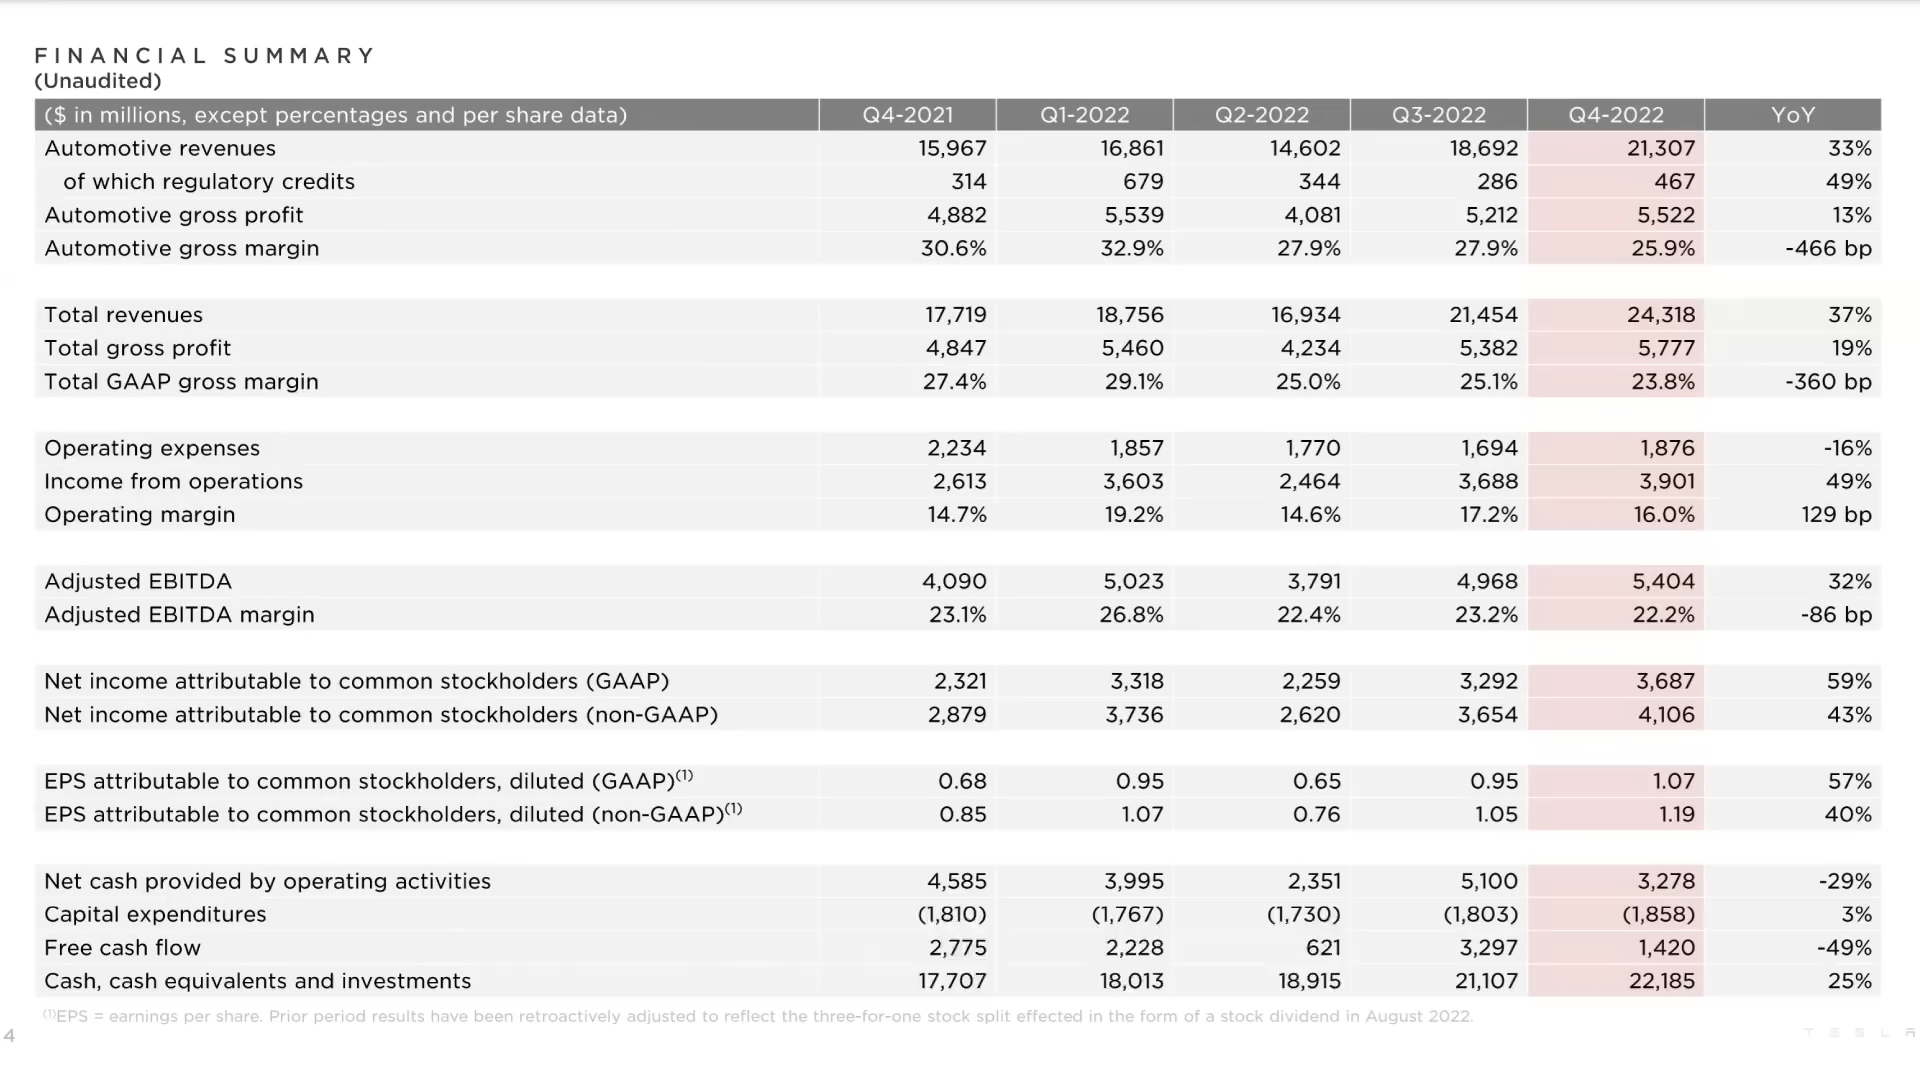 FINANCIAL SUMMARY
(Unaudited)
($ in millions, except percentages and per share data) Q4-2021 Q1-2022 Q2-2022 Q3-2022 Q4-2022 YoY
Automotive revenues 15,967 16,861 14,602 18,692 21,307 33%
of which regulatory credits 314 679 344 286 467 49%
Automotive gross profit 4,882 5,539 4,081 5,212 5,522 13%
Automotive gross margin 30.6% 32.9% 27.9% 27.9% 25.9% -466 bp
Total revenues 17,719 18,756 16,934 21,454 24,318 37%
Total gross profit 4,847 5,460 4,234 5,382 5,777 19%
Total GAAP gross margin 27.4% 29.1% 25.0% 25.1% 23.8% -360 bp
Operating expenses 2,234 1,857 1,770 1,694 1,876 -16%
Income from operations 2,613 3,603 2,464 3,688 3,901 49%
Operating margin 14.7% 19.2% 14.6% 17.2% 16.0% 129 bp
Adjusted EBITDA 4,090 5,023 3,791 4,968 5,404 32%
Adjusted EBITDA margin 23.1% 26.8% 22.4% 23.2% 22.2% -86 bp
Net income attributable to common stockholders (GAAP) 2,321 3,318 2,259 3,292 3,687 59%
Net income attributable to common stockholders (non-GAAP) 2,879 3,736 2,620 3,654 4,106 43%
EPS attributable to common stockholders, diluted (GAAP)(1) 0.68 0.95 0.65 0.95 1.07 57%
EPS attributable to common stockholders, diluted (non-GAAP)(1) 0.85 1.07 0.76 1.05 1.19 40%
Net cash provided by operating activities 4,585 3,995 2,351 5,100 3,278 -29%
Capital expenditures (1,810) (1,767) (1,730) (1,803) (1,858) 3%
Free cash flow 2,775 2,228 621 3,297 1,420 -49%
Cash, cash equivalents and investments 17,707 18,013 18,915 21,107 22,185 25%
(1)EPS = earnings per share. Prior period results have been retroactively adjusted to reflect the three-for-one stock split effected in the form of a stock dividend in August 2022.
4
TESLA